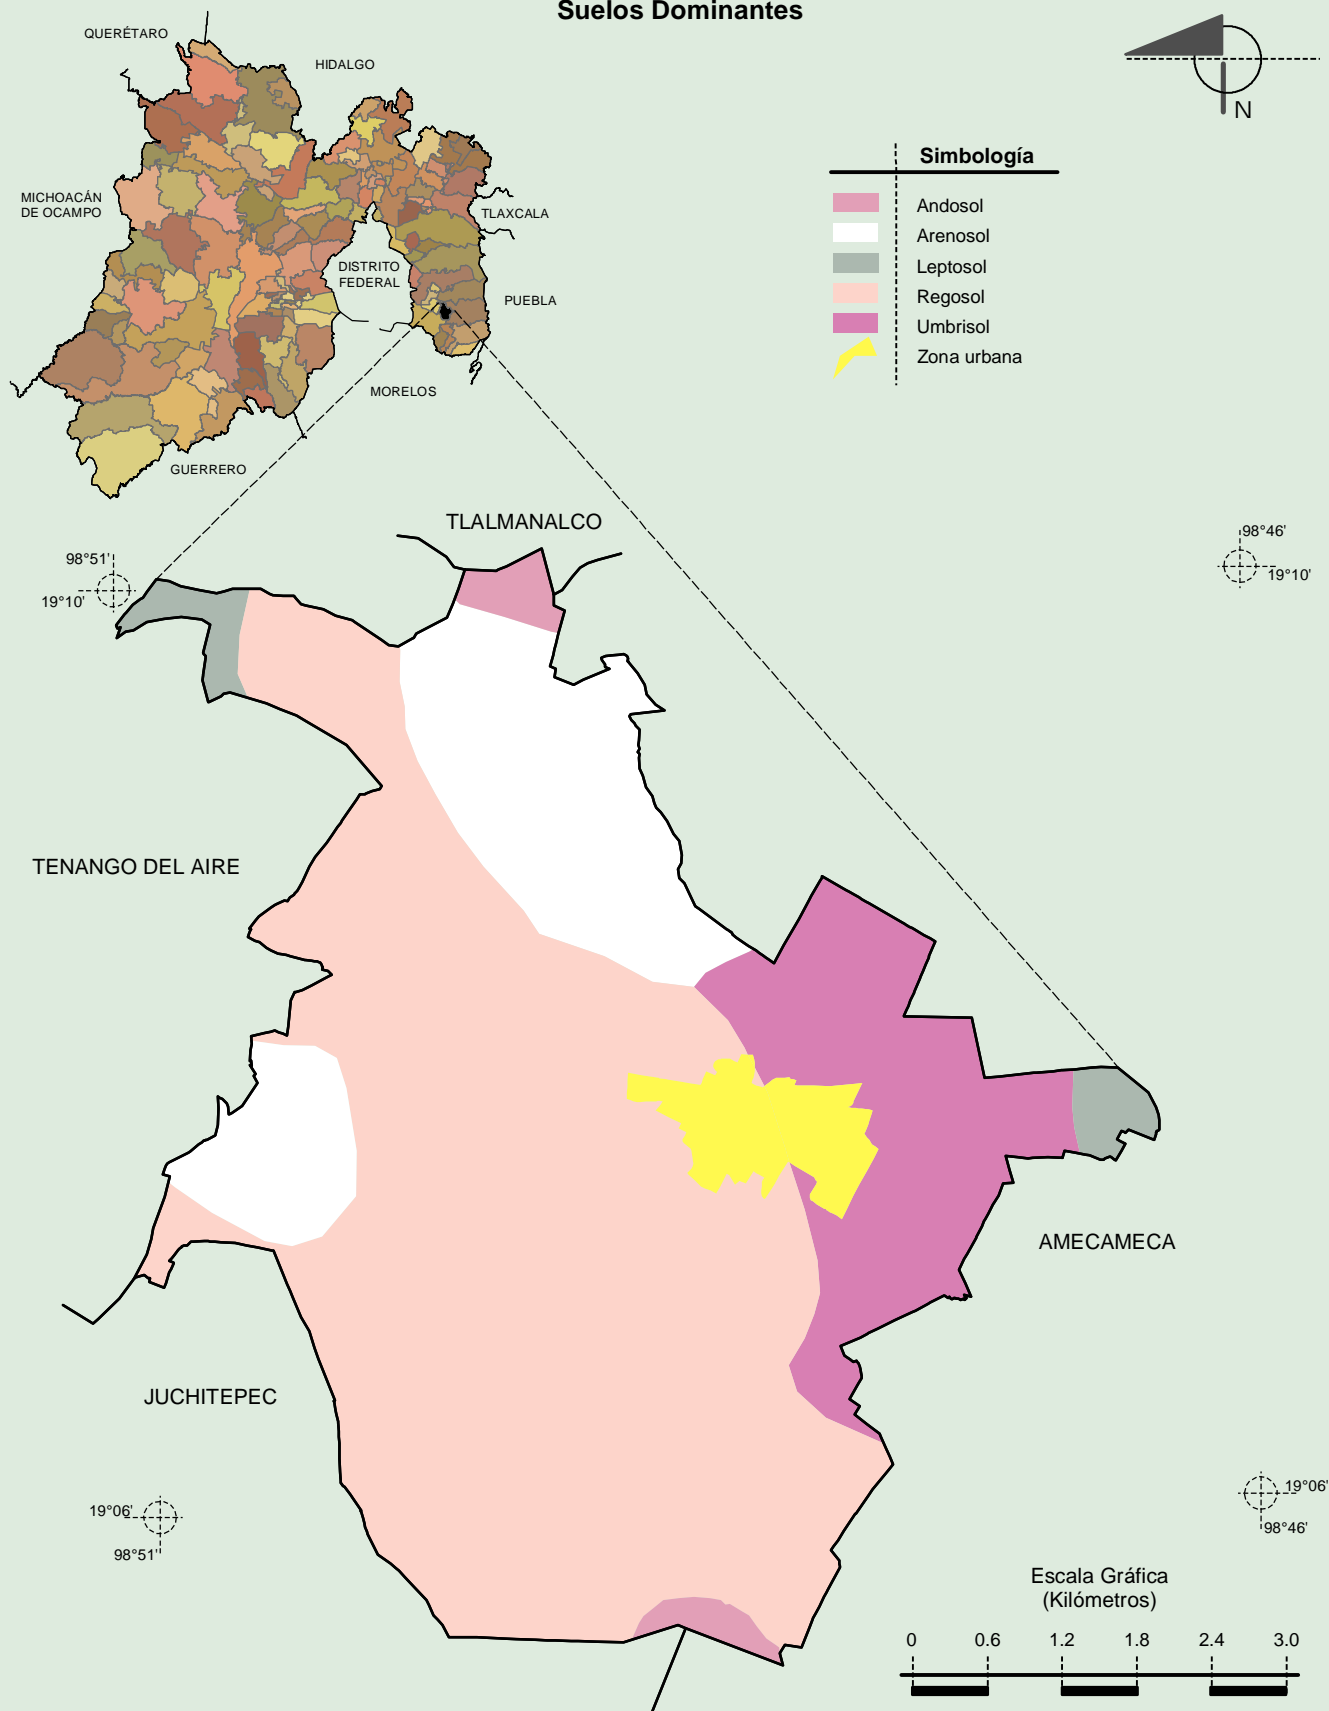 Suelos Dominantes
QUERÉTARO
HIDALGO
MICHOACÁN
DE OCAMPO
TLAXCALA
DISTRITO
FEDERAL
PUEBLA
MORELOS
GUERRERO
N
Simbología
Andosol
Arenosol
Leptosol
Regosol
Umbrisol
Zona urbana
TLALMANALCO
98°51'
19°10'
98°46'
19°10'
TENANGO DEL AIRE
AMECAMECA
JUCHITEPEC
19°06'
98°51'
19°06'
98°46'
Escala Gráfica
(Kilómetros)
0 0.6 1.2 1.8 2.4 3.0